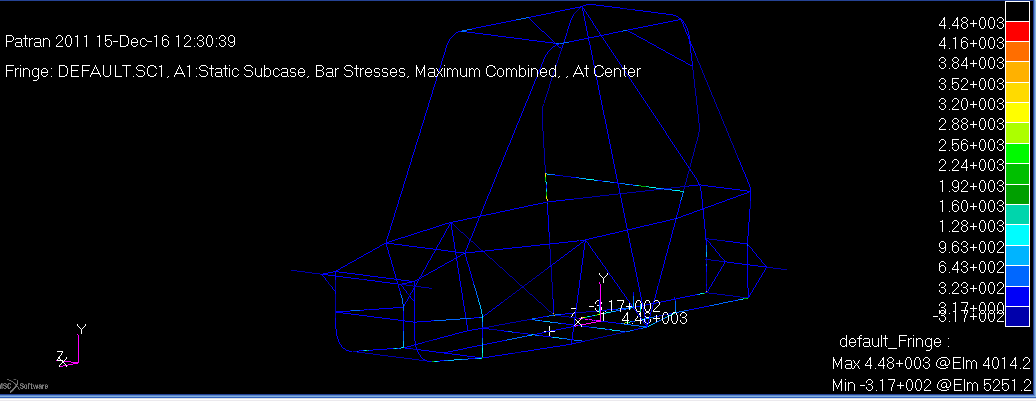 Patran 2011 15-Dec-16 12:30:39
Fringe: DEFAULT.SC1, A1:Static Subcase, Bar Stresses, Maximum Combined, , At Center
4.48+003
4.16+003
3.84+003
3.52+003
3.20+003
2.88+003
2.56+003
2.24+003
1.92+003
1.60+003
1.28+003
9.63+002
6.43+002
3.23+002
-3.17+002
Y
-3.17+002
Z
X
4.48+003
Y
Z
X
default_Fringe :
Max 4.48+003 @Elm 4014.2
Min -3.17+002 @Elm 5251.2
MSC Software